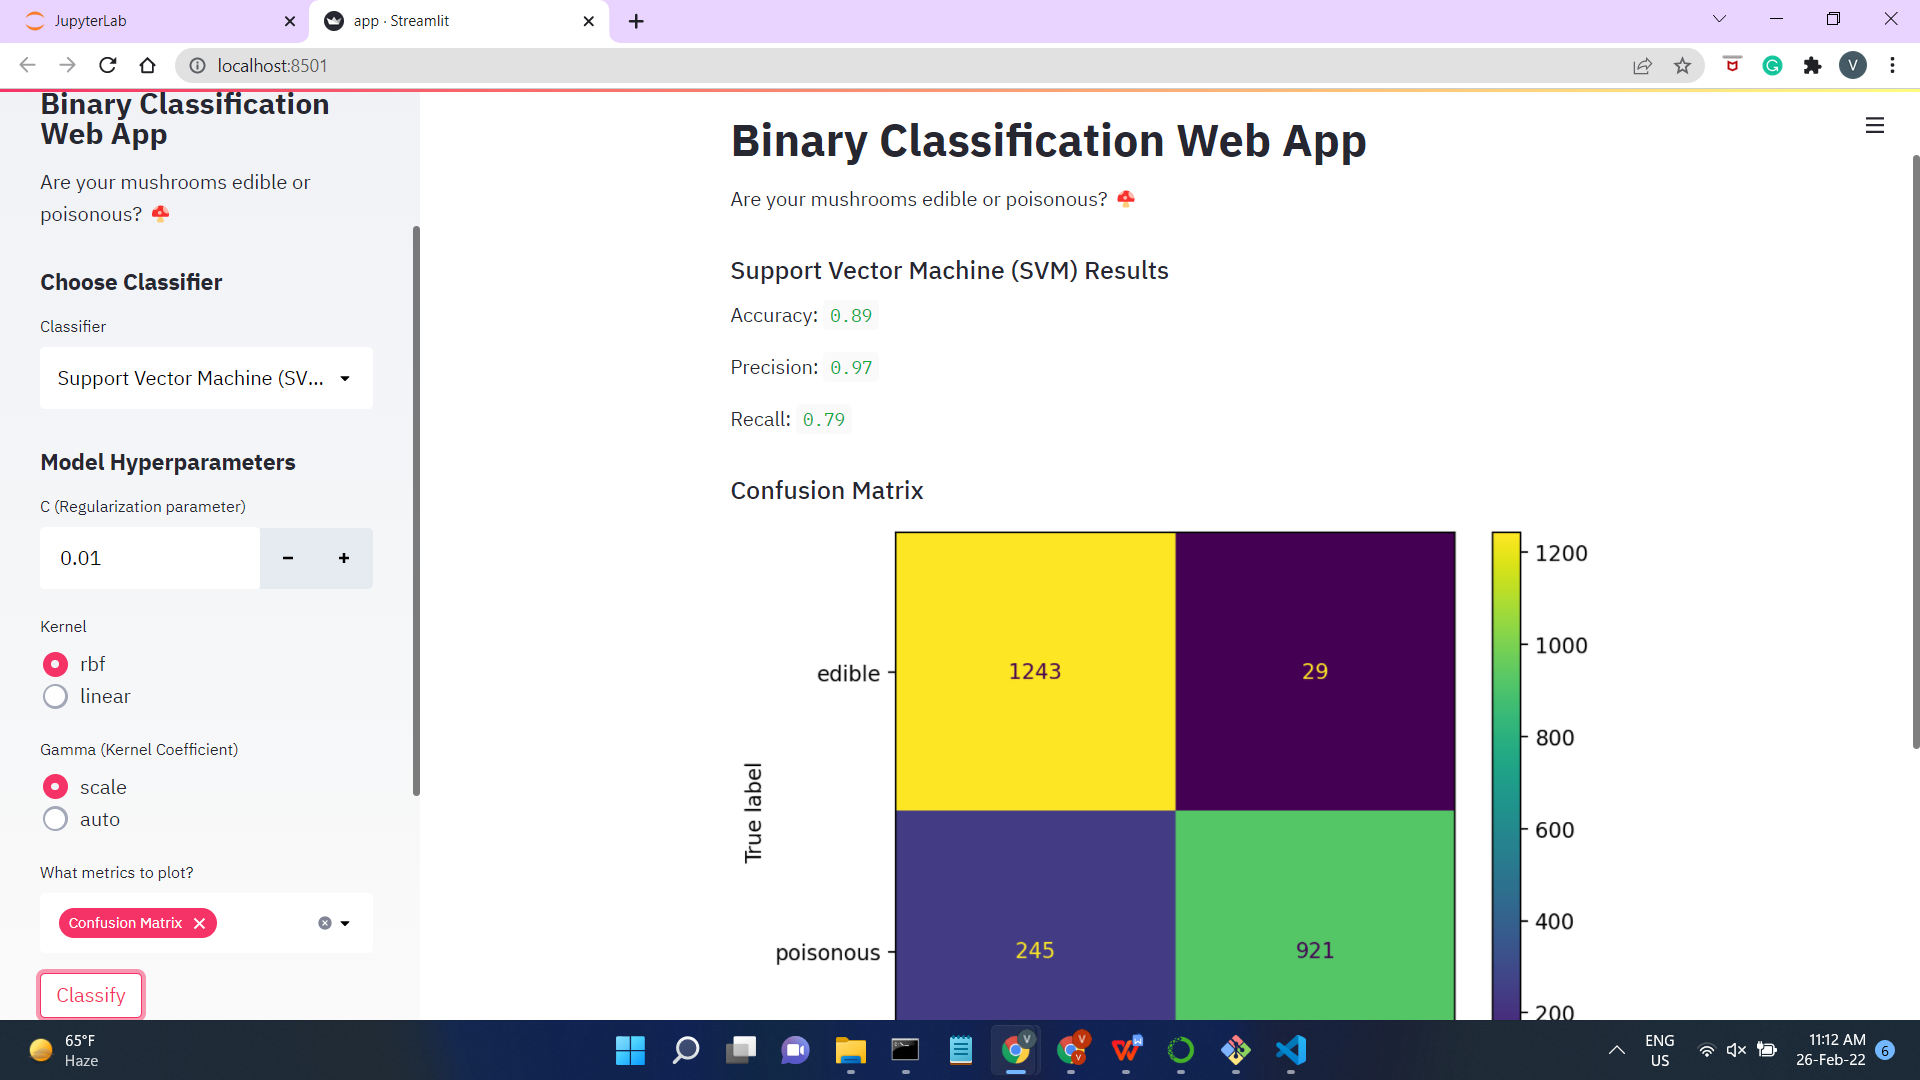 JupyterLab
app · Streamlit
localhost:8501
V
Binary Classification
Web App
Are your mushrooms edible or
poisonous?
Choose Classifier
Classifier
Support Vector Machine (SV...
Model Hyperparameters
C (Regularization parameter)
0.01
Kernel
rbf
linear
Gamma (Kernel Coefficient)
scale
auto
What metrics to plot?
Confusion Matrix
Classify
Binary Classification Web App
Are your mushrooms edible or poisonous?
Support Vector Machine (SVM) Results
Accuracy: 0.89
Precision: 0.97
Recall: 0.79
Confusion Matrix
True label
edible
1243
29
poisonous
245
921
1200
1000
800
600
400
200
65°F
Haze
V
V
V
W
ENG
US
11:12 AM
26-Feb-22
6